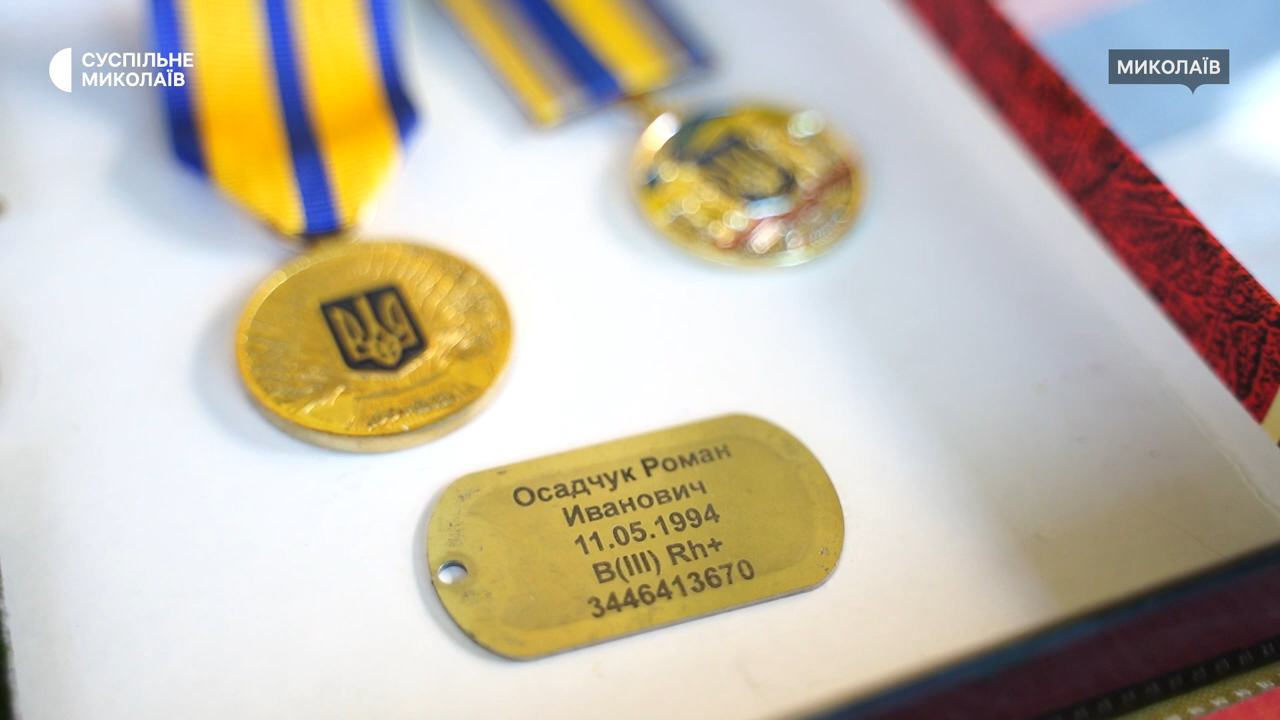 СУСПІЛЬНЕ
МИКОЛАЇВ
МИКОЛАЇВ
Осадчук Роман
Иванович
11.05.1994
B(III) Rh+
3446413670